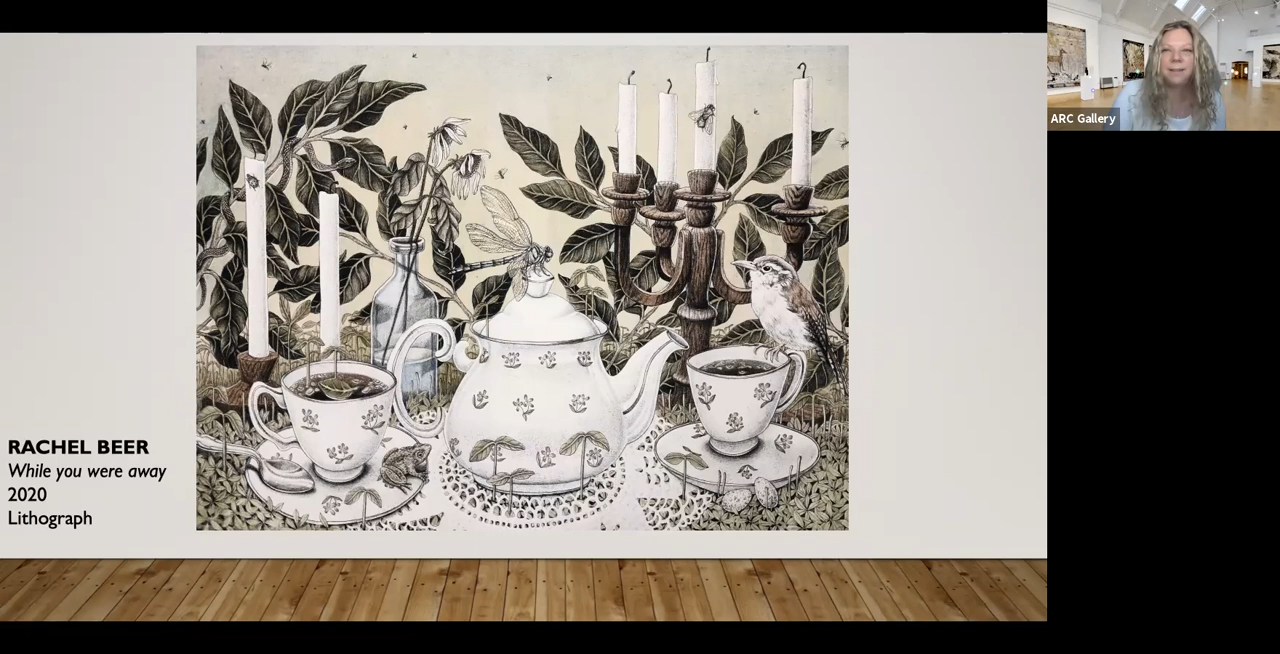 RACHEL BEER
While you were away
2020
Lithograph
ARC Gallery